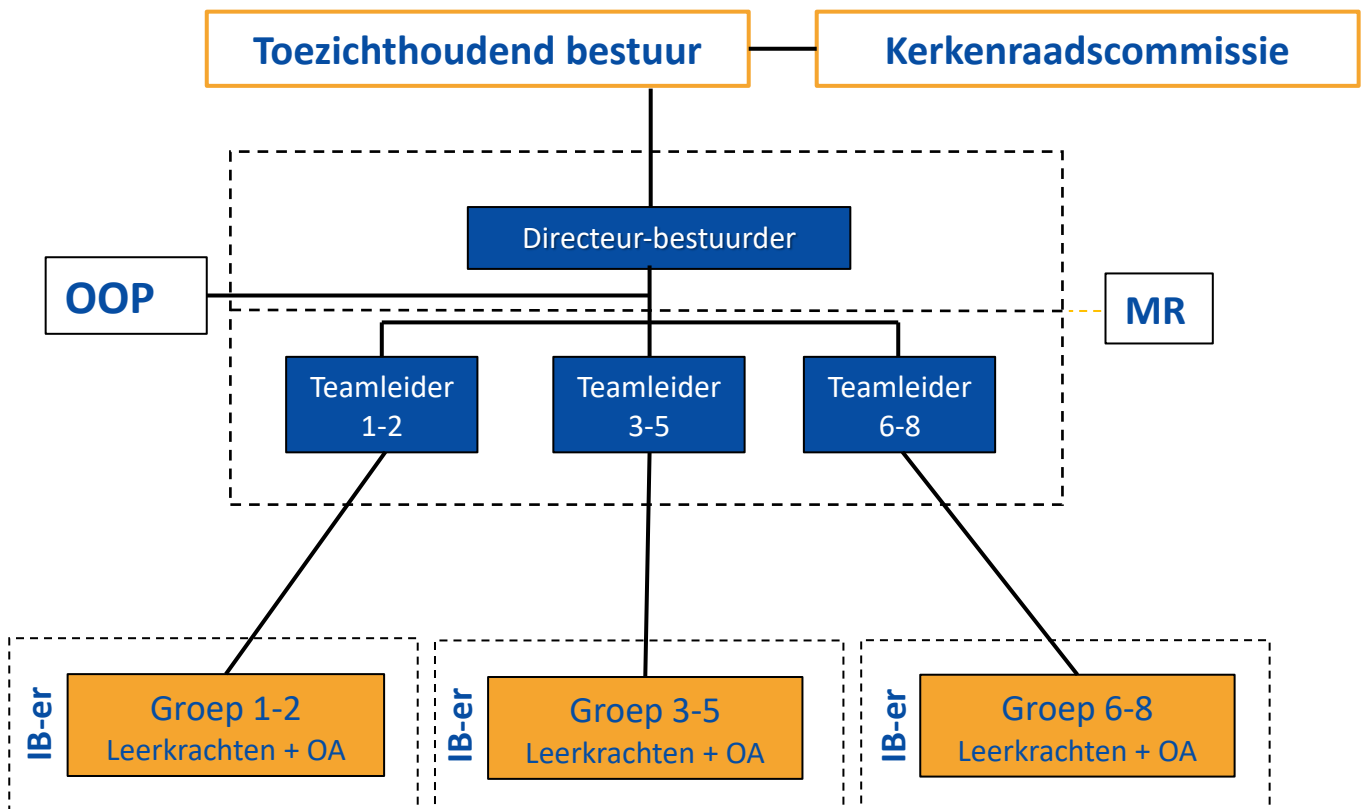 Toezichthoudend bestuur
Kerkenraadscommissie
Directeur-bestuurder
OOP
MR
Teamleider
1-2
Teamleider
3-5
Teamleider
6-8
IB-er
Groep 1-2
Leerkrachten + OA
IB-er
Groep 3-5
Leerkrachten + OA
IB-er
Groep 6-8
Leerkrachten + OA